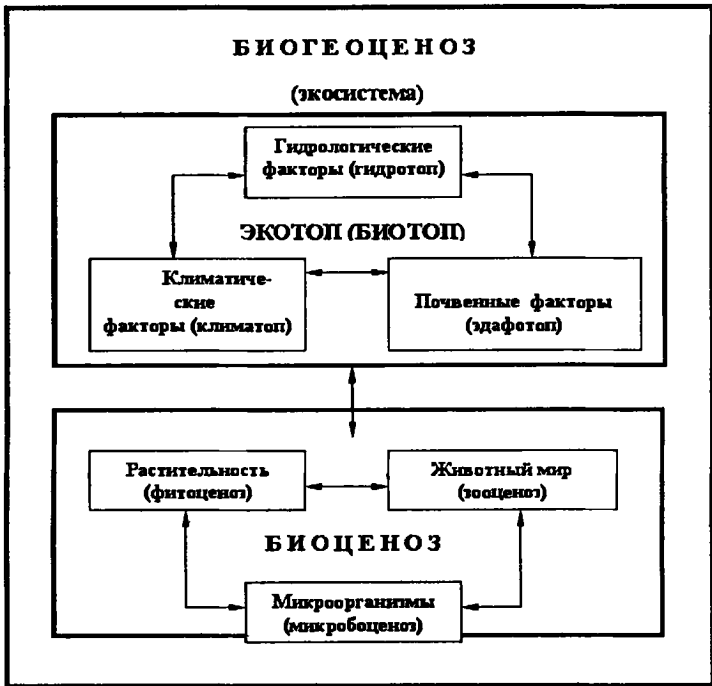 БИОГЕОЦЕНОЗ
(экосистема)
Гидрологические
факторы (гидротоп)
ЭКОТОП (БИОТОП)
Климатиче-
ские
факторы (климатоп)
Почвенные факторы
(эдафотоп)
Растительность
(фитоценоз)
Животный мир
(зооценоз)
БИОЦЕНОЗ
Микроорганизмы
(микробоценоз)